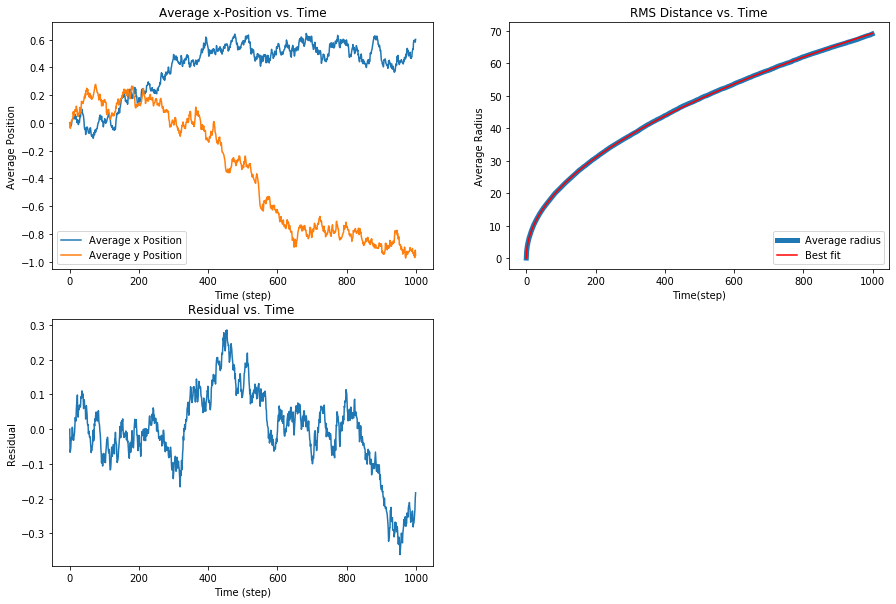 Average x-Position vs. Time
Average Position
0.6
0.4
0.2
0.0
−0.2
−0.4
−0.6
−0.8
−1.0
Average x Position
Average y Position
0 200 400 600 800 1000
Time (step)
RMS Distance vs. Time
Average Radius
70
60
50
40
30
20
10
0
Average radius
Best fit
0 200 400 600 800 1000
Time(step)
Residual vs. Time
Residual
0.3
0.2
0.1
0.0
−0.1
−0.2
−0.3
0 200 400 600 800 1000
Time (step)